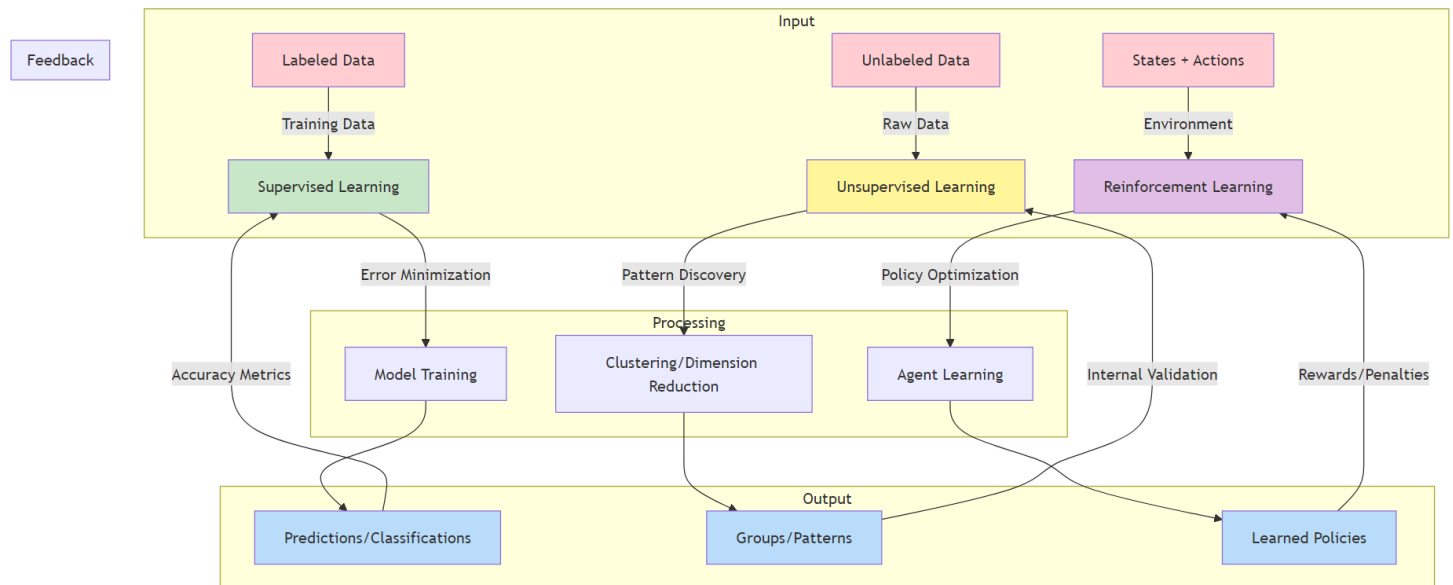 Input
Feedback
Labeled Data
Unlabeled Data
States + Actions
Training Data
Raw Data
Environment
Supervised Learning
Unsupervised Learning
Reinforcement Learning
Error Minimization
Pattern Discovery
Policy Optimization
Processing
Accuracy Metrics
Model Training
Clustering/Dimension
Reduction
Agent Learning
Internal Validation
Rewards/Penalties
Output
Predictions/Classifications
Groups/Patterns
Learned Policies